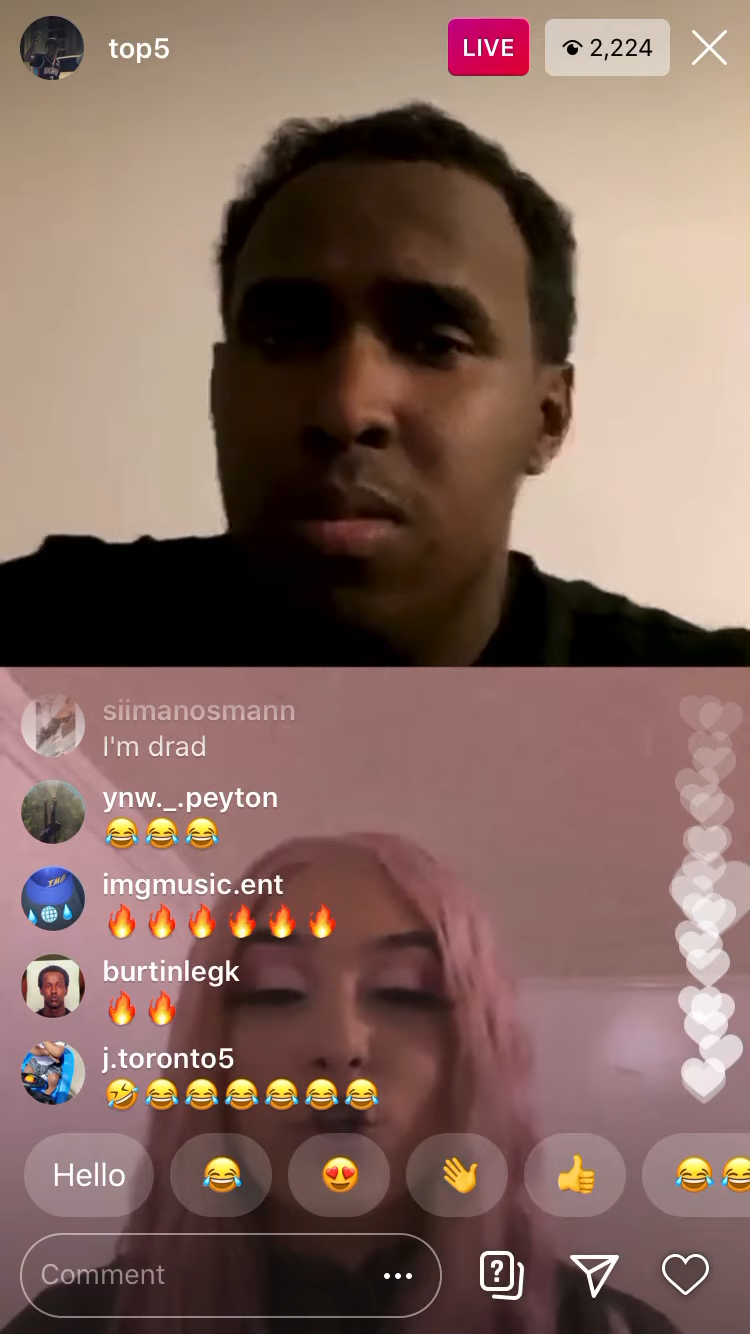 top5
LIVE
2,224
siimanosmann
I'm drad
ynw._.peyton
😂😂😂
imgmusic.ent
🔥🔥🔥🔥🔥🔥
burtinlegk
🔥🔥
j.toronto5
🤣😂😂😂😂😂😂
Hello 😂 😍 👋 👍 😂😂
Comment